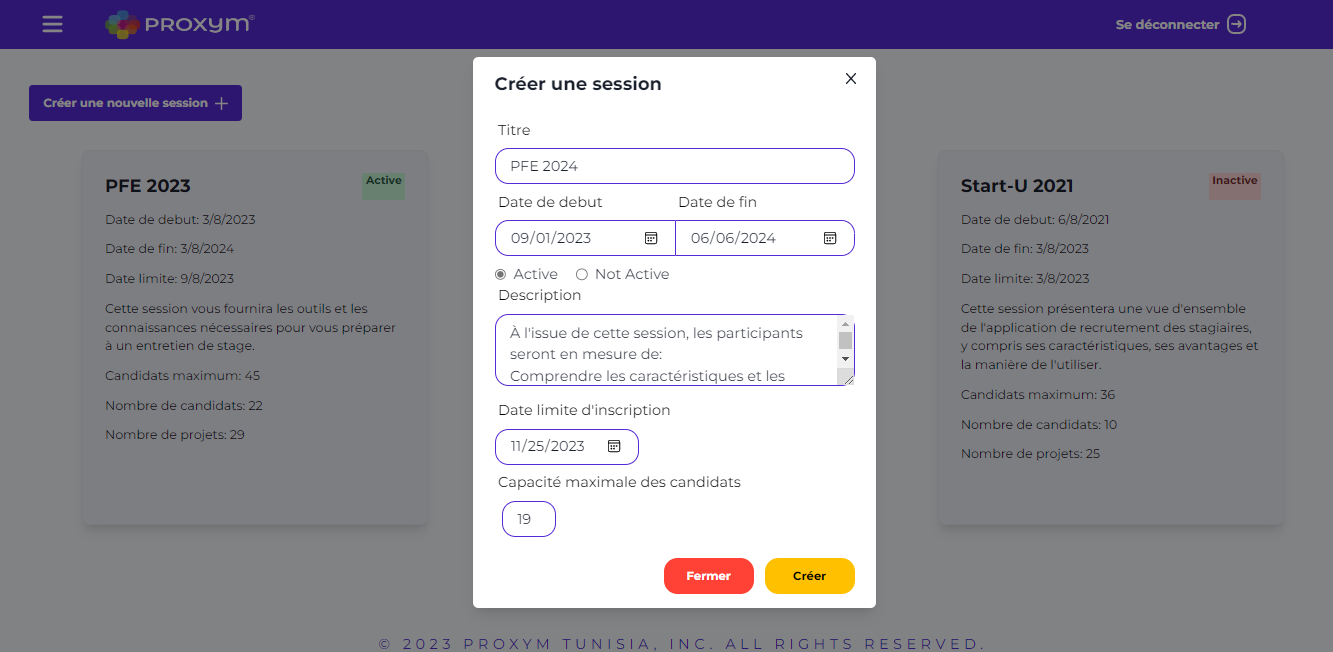 PROXYM®
Se déconnecter
Créer une nouvelle session +
PFE 2023
Active
Date de debut: 3/8/2023
Date de fin: 3/8/2024
Date limite: 9/8/2023
Cette session vous fournira les outils et les
connaissances nécessaires pour vous préparer
à un entretien de stage.
Candidats maximum: 45
Nombre de candidats: 22
Nombre de projets: 29
Créer une session
Titre
PFE 2024
Date de debut Date de fin
09/01/2023 06/06/2024
Active Not Active
Description
À l'issue de cette session, les participants
seront en mesure de:
Comprendre les caractéristiques et les
Date limite d'inscription
11/25/2023
Capacité maximale des candidats
19
Fermer Créer
Start-U 2021
Inactive
Date de debut: 6/8/2021
Date de fin: 3/8/2023
Date limite: 3/8/2023
Cette session présentera une vue d'ensemble
de l'application de recrutement des stagiaires,
y compris ses caractéristiques, ses avantages et
la manière de l'utiliser.
Candidats maximum: 36
Nombre de candidats: 10
Nombre de projets: 25
© 2023 PROXYM TUNISIA, INC. ALL RIGHTS RESERVED.